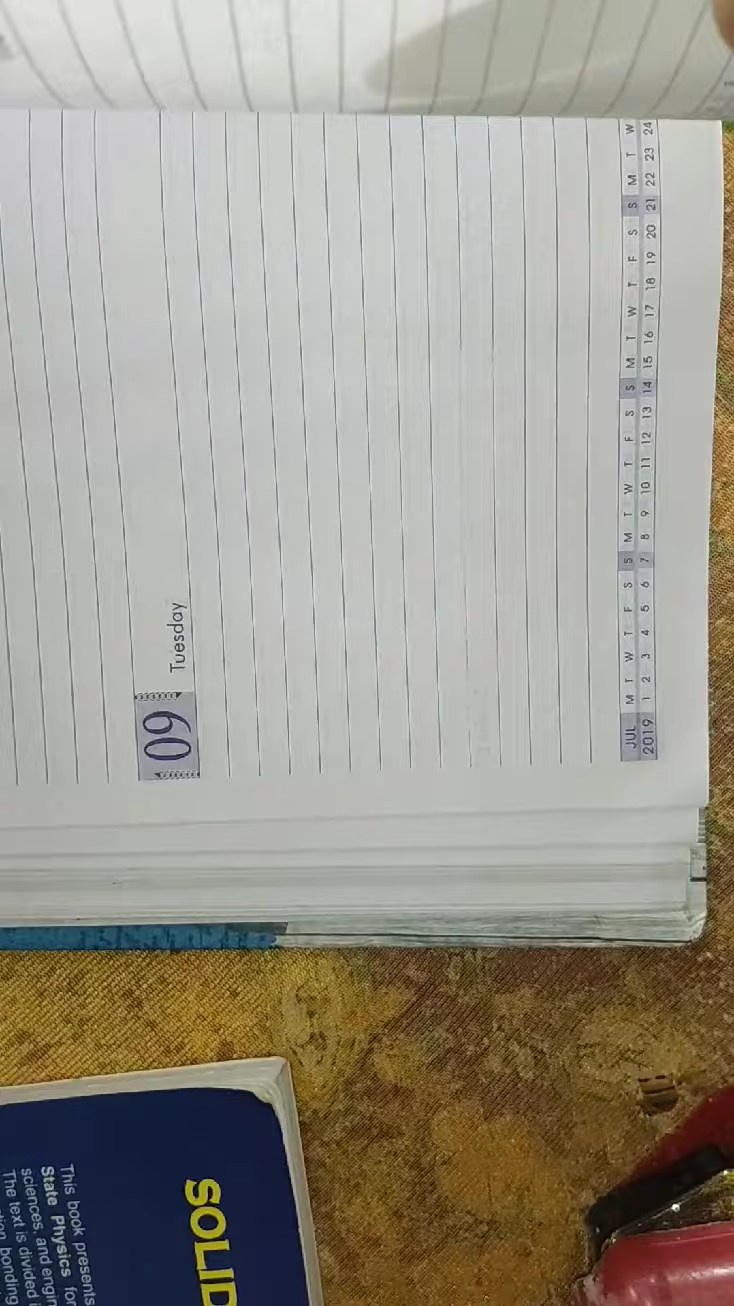 09 Tuesday
JUL M T W T F S S M T W T F S S M T W T F S S M T W
2019 1 2 3 4 5 6 7 8 9 10 11 12 13 14 15 16 17 18 19 20 21 22 23 24
SOLID
This book presents
State Physics for
sciences, and engin
The text is divided
bonding